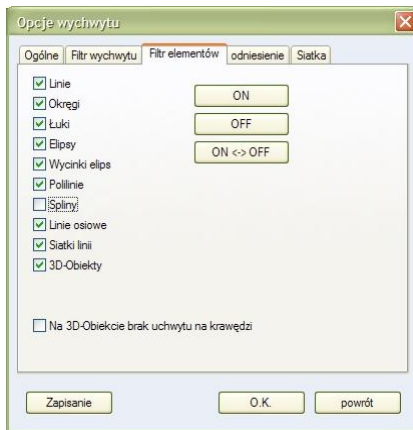 Opcje wychwytu
Ogólne Filtr wychwytu Filtr elementów odniesienie Siatka
Linie
Okręgi
Łuki
Elipsy
Wycinki elips
Polilinie
Spliny
Linie osiowe
Siatki linii
3D-Obiekty
ON
OFF
ON <-> OFF
Na 3D-Obiekcie brak uchwytu na krawędzi
Zapisanie O.K. powrót